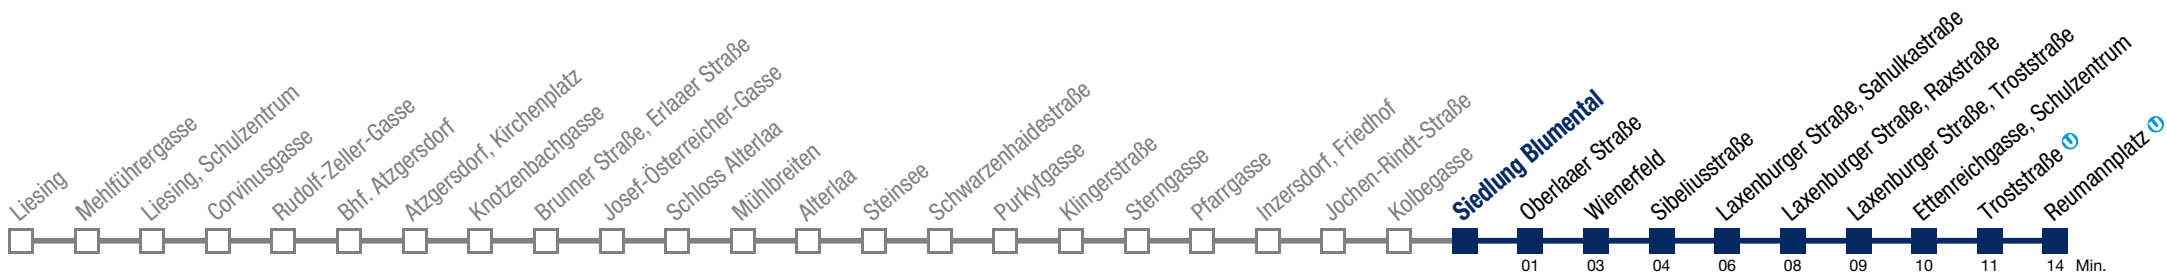 Liesing
Mehlführergasse
Liesing, Schulzentrum
Corvinusgasse
Rudolf-Zeller-Gasse
Bhf. Atzgersdorf
Atzgersdorf, Kirchenplatz
Knotzenbachgasse
Brunner Straße, Erlaaer Straße
Josef-Österreicher-Gasse
Schloss Alterlaa
Mühlbreiten
Alterlaa
Steinsee
Schwarzenhaidestraße
Purkytgasse
Klingerstraße
Sterngasse
Pfarrgasse
Inzersdorf, Friedhof
Jochen-Rindt-Straße
Kolbegasse
Siedlung Blumental
Oberlaaer Straße
Wienerfeld
Sibeliusstraße
Laxenburger Straße, Sahulkastraße
Laxenburger Straße, Raxstraße
Laxenburger Straße, Troststraße
Ettenreichgasse, Schulzentrum
Troststraße U
Reumannplatz U
01 03 04 06 08 09 10 11 14 Min.